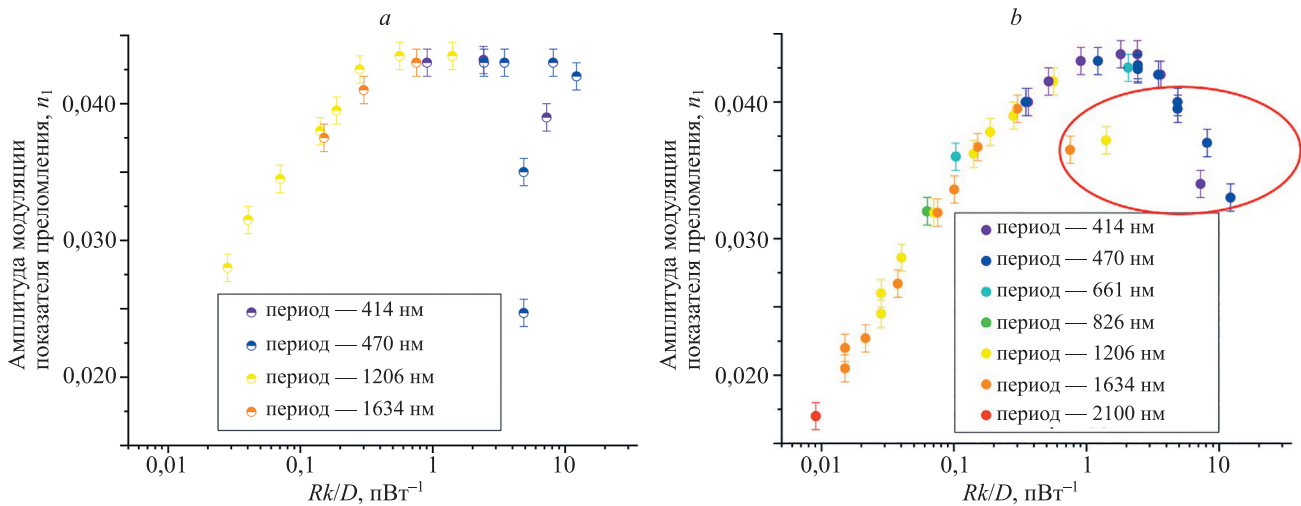 a
Амплитуда модуляции
показателя преломления, n₁
0,040
0,030
0,020
период — 414 нм
период — 470 нм
период — 1206 нм
период — 1634 нм
0,01
0,1
1
10
Rk/D, пВт⁻¹
b
Амплитуда модуляции
показателя преломления, n₁
0,040
0,030
0,020
период — 414 нм
период — 470 нм
период — 661 нм
период — 826 нм
период — 1206 нм
период — 1634 нм
период — 2100 нм
0,01
0,1
1
10
Rk/D, пВт⁻¹